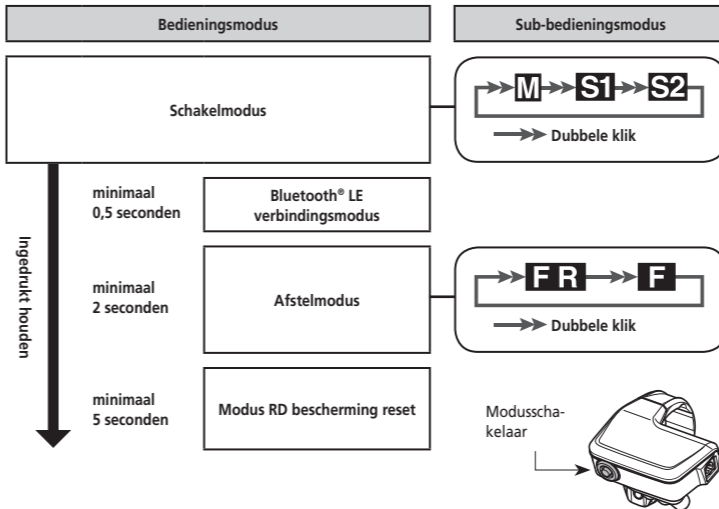 Bedieningsmodus
Sub-bedieningsmodus
Schakelmodus
M S1 S2
Dubbele klik
Ingedrukt houden
minimaal
0,5 seconden
Bluetooth® LE
verbindingsmodus
minimaal
2 seconden
Afstelmodus
F R F
Dubbele klik
minimaal
5 seconden
Modus RD bescherming reset
Modusscha-
kelaar